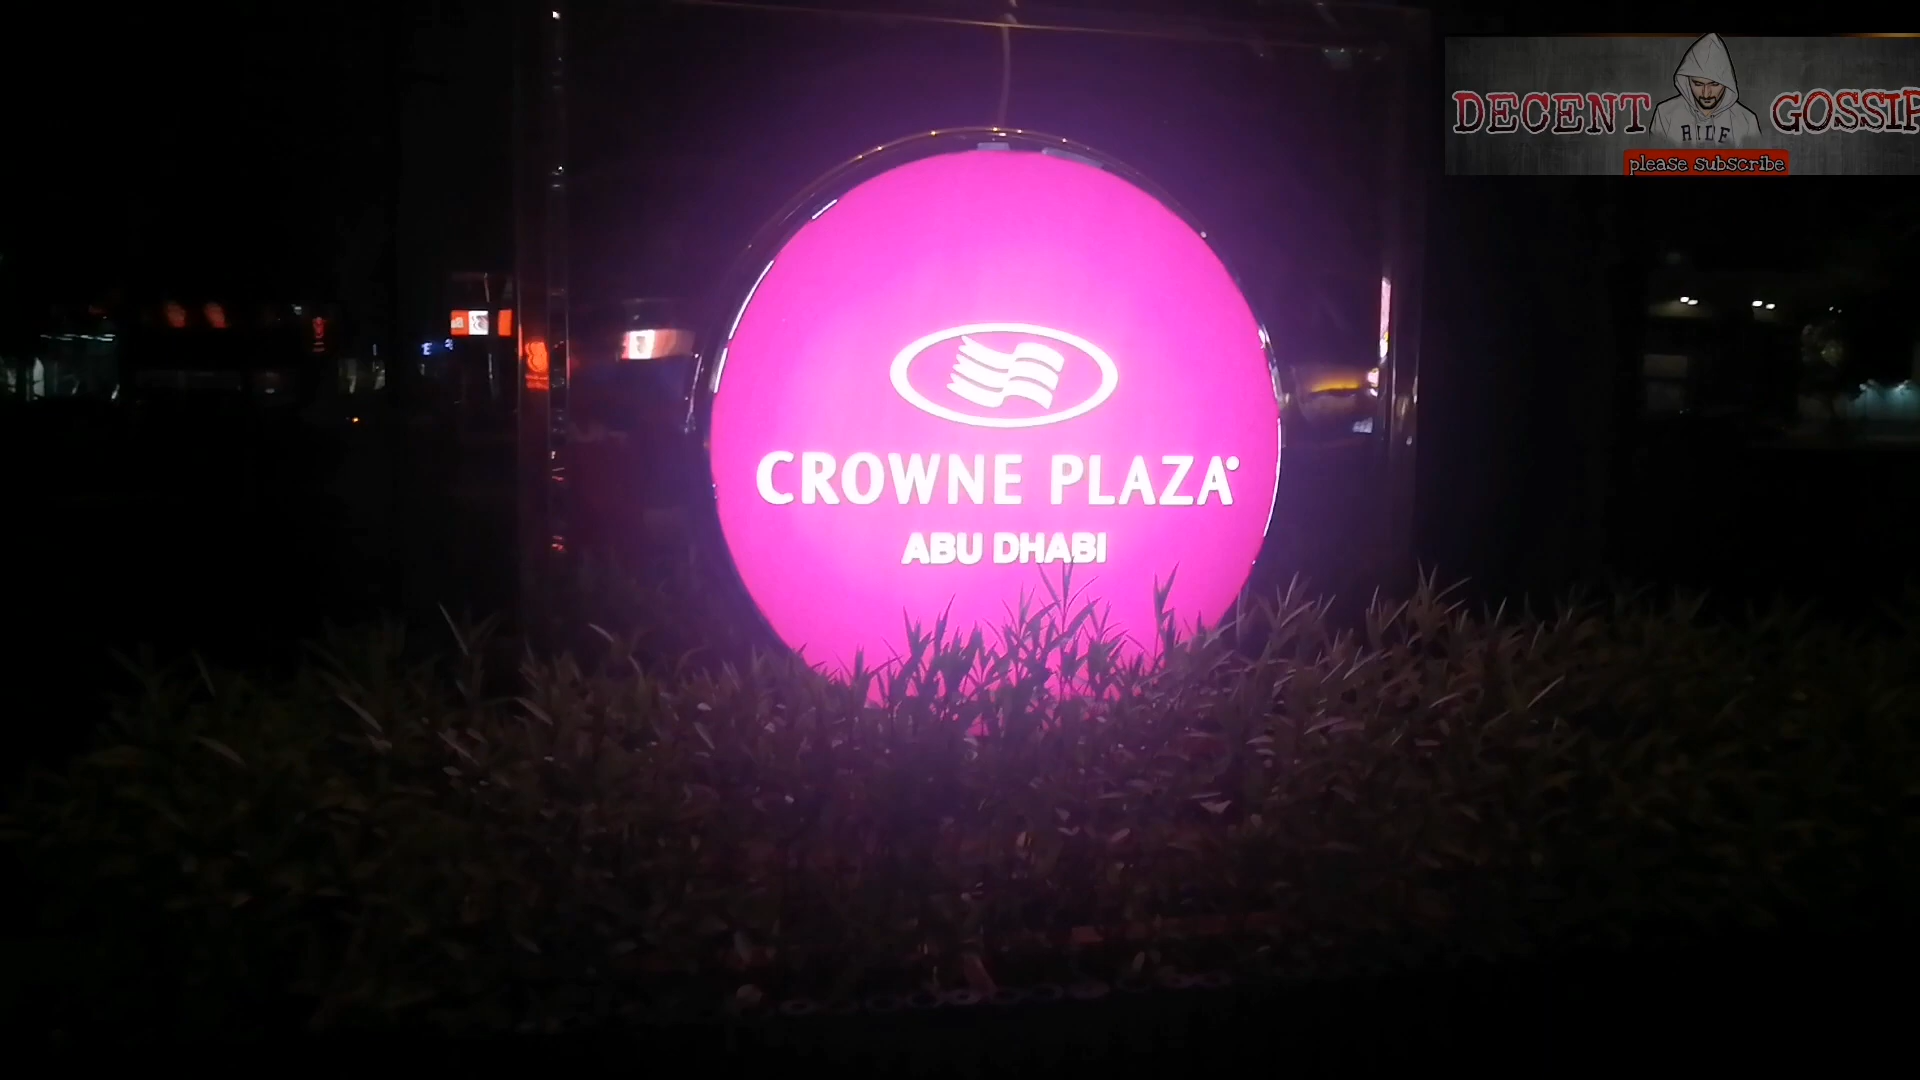 DECENT GOSSIP
RIDE
please subscribe
CROWNE PLAZA
ABU DHABI